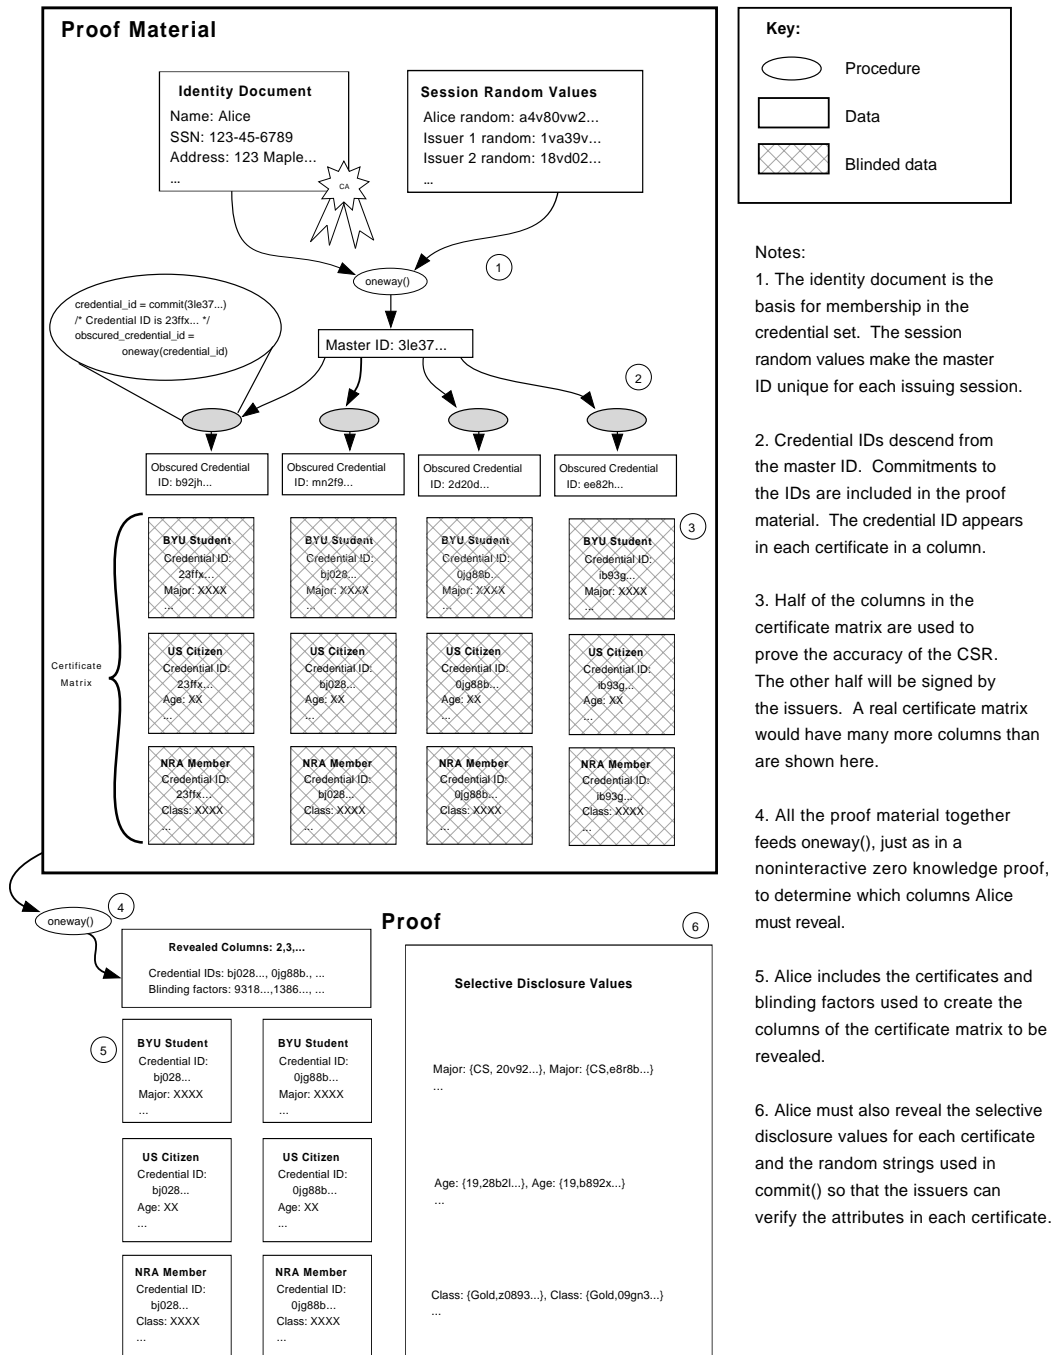 Proof Material
Identity Document
Name: Alice
SSN: 123-45-6789
Address: 123 Maple...
...
CA
Session Random Values
Alice random: a4v80vw2...
Issuer 1 random: 1va39v...
Issuer 2 random: 18vd02...
...
oneway()
1
credential_id = commit(3le37...)
/* Credential ID is 23ffx... */
obscured_credential_id =
oneway(credential_id)
Master ID: 3le37...
2
Obscured Credential
ID: b92jh...
Obscured Credential
ID: mn2f9...
Obscured Credential
ID: 2d20d...
Obscured Credential
ID: ee82h...
3
Certificate
Matrix
BYU Student
Credential ID:
23ffx...
Major: XXXX
...
BYU Student
Credential ID:
bj028...
Major: XXXX
...
BYU Student
Credential ID:
0jg88b...
Major: XXXX
...
BYU Student
Credential ID:
ib93g...
Major: XXXX
...
US Citizen
Credential ID:
23ffx...
Age: XX
...
US Citizen
Credential ID:
bj028...
Age: XX
...
US Citizen
Credential ID:
0jg88b...
Age: XX
...
US Citizen
Credential ID:
ib93g...
Age: XX
...
NRA Member
Credential ID:
23ffx...
Class: XXXX
...
NRA Member
Credential ID:
bj028...
Class: XXXX
...
NRA Member
Credential ID:
0jg88b...
Class: XXXX
...
NRA Member
Credential ID:
ib93g...
Class: XXXX
...
oneway()
4
Proof
6
Revealed Columns: 2,3,...
Credential IDs: bj028..., 0jg88b., ...
Blinding factors: 9318...,1386..., ...
5
BYU Student
Credential ID:
bj028...
Major: XXXX
...
BYU Student
Credential ID:
0jg88b...
Major: XXXX
...
US Citizen
Credential ID:
bj028...
Age: XX
...
US Citizen
Credential ID:
0jg88b...
Age: XX
...
NRA Member
Credential ID:
bj028...
Class: XXXX
...
NRA Member
Credential ID:
0jg88b...
Class: XXXX
...
Selective Disclosure Values
Major: {CS, 20v92...}, Major: {CS,e8r8b...}
...
Age: {19,28b2l...}, Age: {19,b892x...}
...
Class: {Gold,z0893...}, Class: {Gold,09gn3...}
...
Key:
Procedure
Data
Blinded data
Notes:
1. The identity document is the
basis for membership in the
credential set. The session
random values make the master
ID unique for each issuing session.
2. Credential IDs descend from
the master ID. Commitments to
the IDs are included in the proof
material. The credential ID appears
in each certificate in a column.
3. Half of the columns in the
certificate matrix are used to
prove the accuracy of the CSR.
The other half will be signed by
the issuers. A real certificate matrix
would have many more columns than
are shown here.
4. All the proof material together
feeds oneway(), just as in a
noninteractive zero knowledge proof,
to determine which columns Alice
must reveal.
5. Alice includes the certificates and
blinding factors used to create the
columns of the certificate matrix to be
revealed.
6. Alice must also reveal the selective
disclosure values for each certificate
and the random strings used in
commit() so that the issuers can
verify the attributes in each certificate.